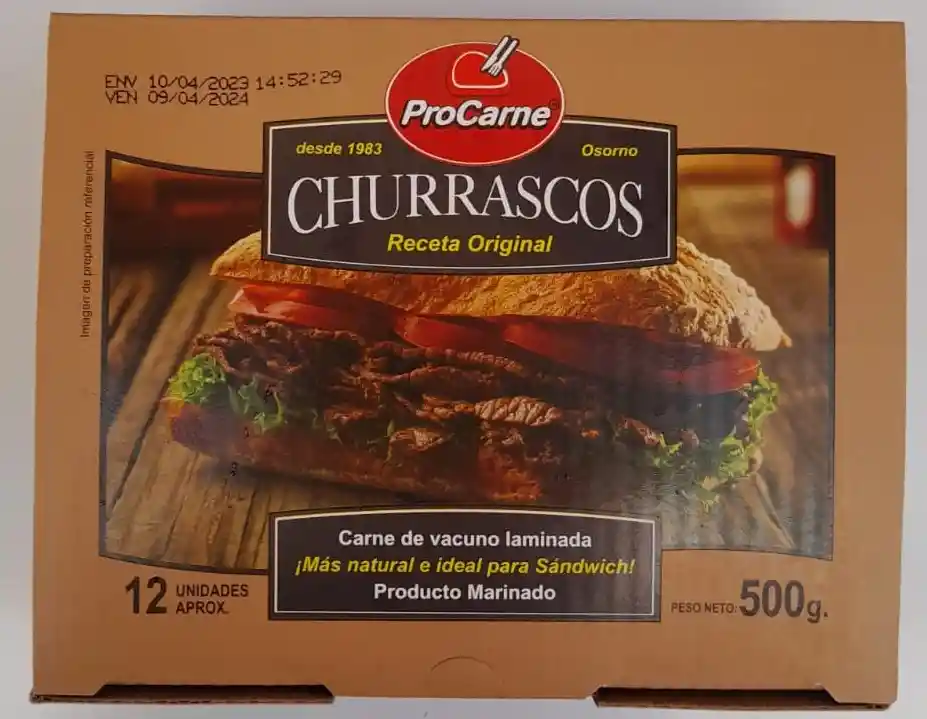 ENV 10/04/2023 14:52:29
VEN 09/04/2024
ProCarne®
desde 1983
Osorno
CHURRASCOS
Receta Original
Imagen de preparación referencial
Carne de vacuno laminada
¡Más natural e ideal para Sándwich!
Producto Marinado
12 UNIDADES
APROX.
PESO NETO: 500g.